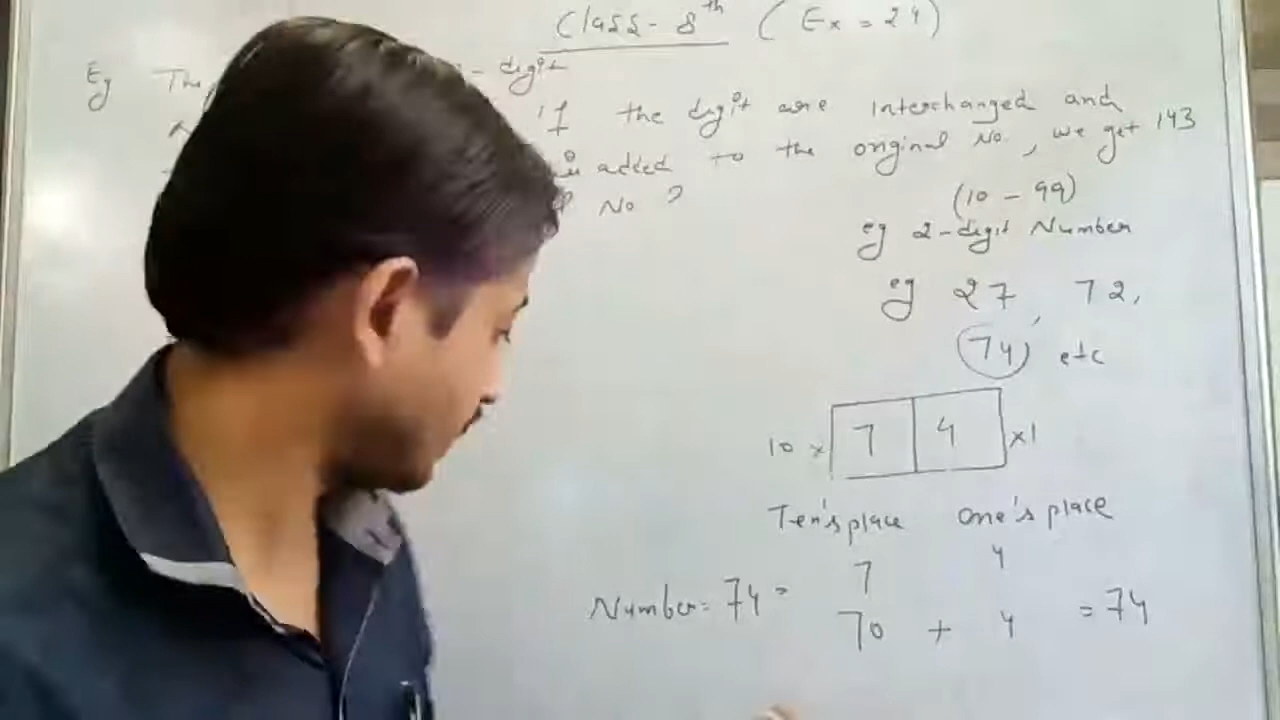 Class - 8th (Ex = 24)
Eg The - digit
If the digit are interchanged and
is added to the original No., we get 143
No ?
(10 - 99)
eg 2-digit Number
eg 27, 72,
74 etc
10 × 7 4 ×1
Ten's place One's place
7 4
Number = 74 =
70 + 4 = 74